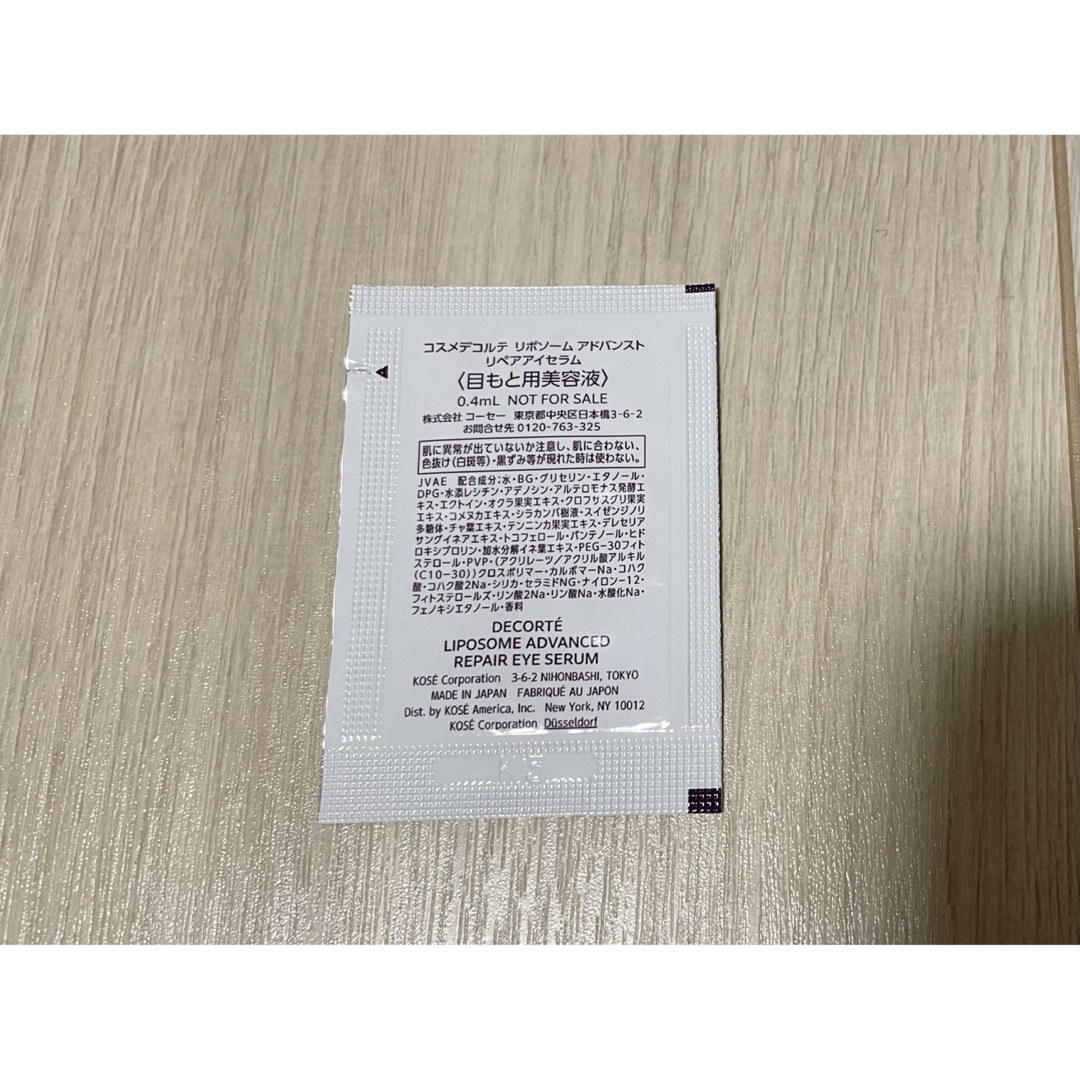 コスメデコルテ リポソーム アドバンスト
リペアアイセラム
〈目もと用美容液〉
0.4mL NOT FOR SALE
株式会社 コーセー 東京都中央区日本橋3-6-2
お問合せ先 0120-763-325
肌に異常が出ていないか注意し、肌に合わない、
色抜け(白斑等)・黒ずみ等が現れた時は使わない。
JVAE 配合成分;水・BG・グリセリン・エタノール・
DPG・水添レシチン・アデノシン・アルテロモナス発酵エ
キス・エクトイン・オクラ果実エキス・クロフサスグリ果実
エキス・コメヌカエキス・シラカンバ樹液・スイゼンジノリ
多糖体・チャ葉エキス・テンニンカ果実エキス・デレセリア
サングイネアエキス・トコフェロール・パンテノール・ヒド
ロキシプロリン・加水分解イネ葉エキス・PEG-30フィト
ステロール・PVP・(アクリレーツ/アクリル酸アルキル
(C10-30))クロスポリマー・カルボマーNa・コハク
酸・コハク酸2Na・シリカ・セラミドNG・ナイロン-12・
フィトステロールズ・リン酸2Na・リン酸Na・水酸化Na・
フェノキシエタノール・香料
DECORTÉ
LIPOSOME ADVANCED
REPAIR EYE SERUM
KOSÉ Corporation 3-6-2 NIHONBASHI, TOKYO
MADE IN JAPAN FABRIQUÉ AU JAPON
Dist. by KOSÉ America, Inc. New York, NY 10012
KOSÉ Corporation Düsseldorf